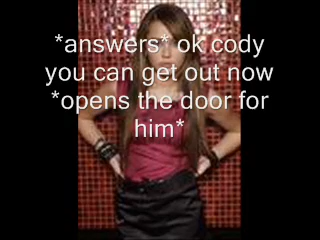 *answers* ok cody
you can get out now
*opens the door for
him*